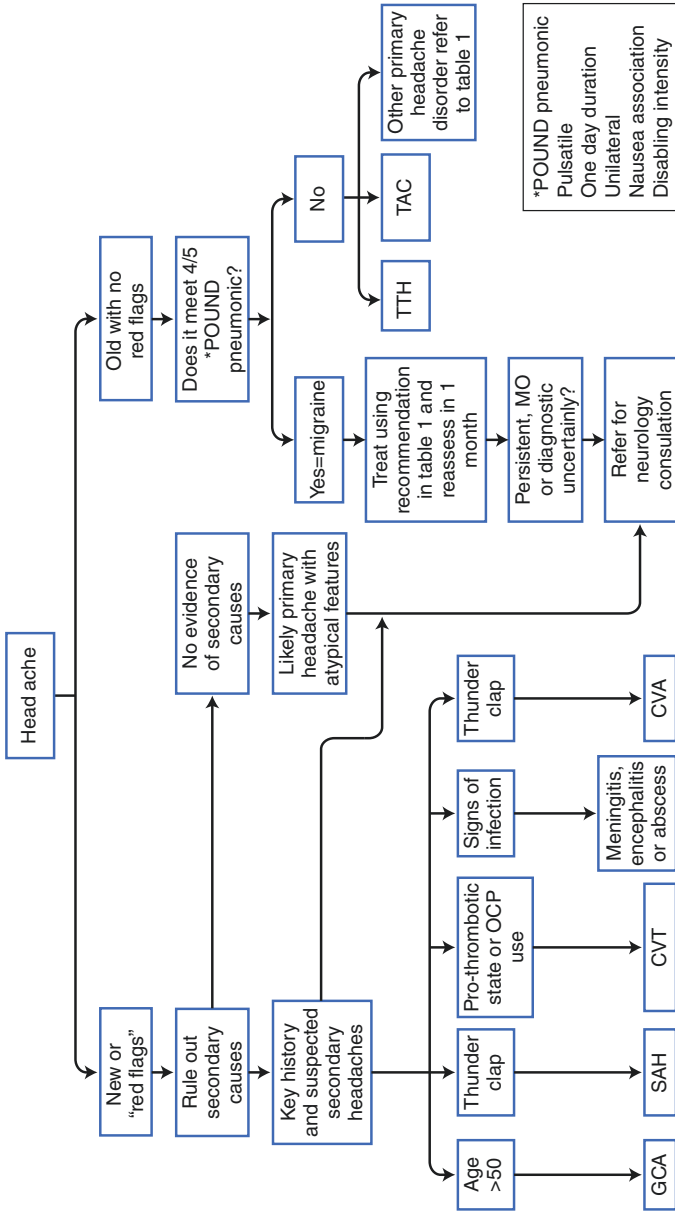 Head ache
New or
“red flags”
Old with no
red flags
Rule out
secondary
causes
No evidence
of secondary
causes
Does it meet 4/5
*POUND
pneumonic?
Key history
and suspected
secondary
headaches
Likely primary
headache with
atypical features
Yes=migraine
No
Treat using
recommendation
in table 1 and
reassess in 1
month
TTH
TAC
Other primary
headache
disorder refer
to table 1
Age
>50
Thunder
clap
Pro-thrombotic
state or OCP
use
Signs of
infection
Thunder
clap
Persistent, MO
or diagnostic
uncertainly?
GCA
SAH
CVT
Meningitis,
encephalitis
or abscess
CVA
Refer for
neurology
consulation
*POUND pneumonic
Pulsatile
One day duration
Unilateral
Nausea association
Disabling intensity